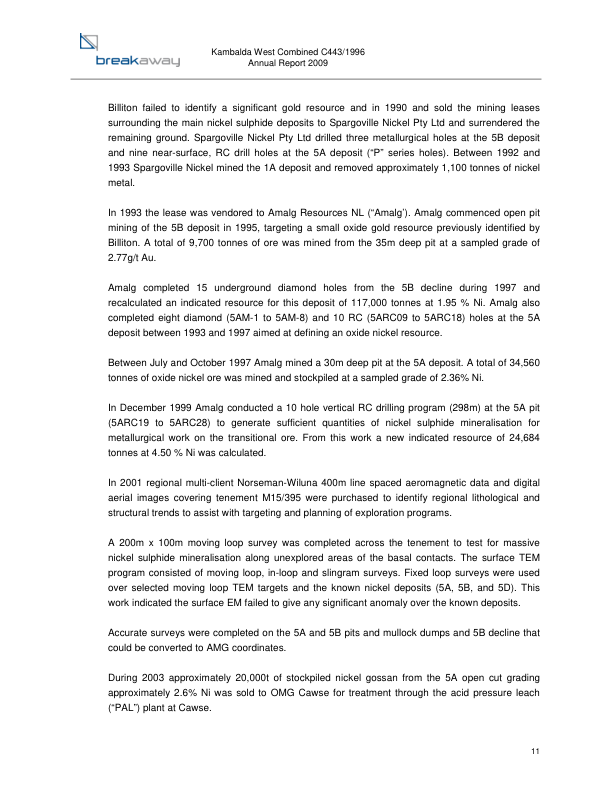 breakaway
Kambalda West Combined C443/1996
Annual Report 2009
Billiton failed to identify a significant gold resource and in 1990 and sold the mining leases
surrounding the main nickel sulphide deposits to Spargoville Nickel Pty Ltd and surrendered the
remaining ground. Spargoville Nickel Pty Ltd drilled three metallurgical holes at the 5B deposit
and nine near-surface, RC drill holes at the 5A deposit (“P” series holes). Between 1992 and
1993 Spargoville Nickel mined the 1A deposit and removed approximately 1,100 tonnes of nickel
metal.
In 1993 the lease was vendored to Amalg Resources NL (“Amalg’). Amalg commenced open pit
mining of the 5B deposit in 1995, targeting a small oxide gold resource previously identified by
Billiton. A total of 9,700 tonnes of ore was mined from the 35m deep pit at a sampled grade of
2.77g/t Au.
Amalg completed 15 underground diamond holes from the 5B decline during 1997 and
recalculated an indicated resource for this deposit of 117,000 tonnes at 1.95 % Ni. Amalg also
completed eight diamond (5AM-1 to 5AM-8) and 10 RC (5ARC09 to 5ARC18) holes at the 5A
deposit between 1993 and 1997 aimed at defining an oxide nickel resource.
Between July and October 1997 Amalg mined a 30m deep pit at the 5A deposit. A total of 34,560
tonnes of oxide nickel ore was mined and stockpiled at a sampled grade of 2.36% Ni.
In December 1999 Amalg conducted a 10 hole vertical RC drilling program (298m) at the 5A pit
(5ARC19 to 5ARC28) to generate sufficient quantities of nickel sulphide mineralisation for
metallurgical work on the transitional ore. From this work a new indicated resource of 24,684
tonnes at 4.50 % Ni was calculated.
In 2001 regional multi-client Norseman-Wiluna 400m line spaced aeromagnetic data and digital
aerial images covering tenement M15/395 were purchased to identify regional lithological and
structural trends to assist with targeting and planning of exploration programs.
A 200m x 100m moving loop survey was completed across the tenement to test for massive
nickel sulphide mineralisation along unexplored areas of the basal contacts. The surface TEM
program consisted of moving loop, in-loop and slingram surveys. Fixed loop surveys were used
over selected moving loop TEM targets and the known nickel deposits (5A, 5B, and 5D). This
work indicated the surface EM failed to give any significant anomaly over the known deposits.
Accurate surveys were completed on the 5A and 5B pits and mullock dumps and 5B decline that
could be converted to AMG coordinates.
During 2003 approximately 20,000t of stockpiled nickel gossan from the 5A open cut grading
approximately 2.6% Ni was sold to OMG Cawse for treatment through the acid pressure leach
(“PAL”) plant at Cawse.
11